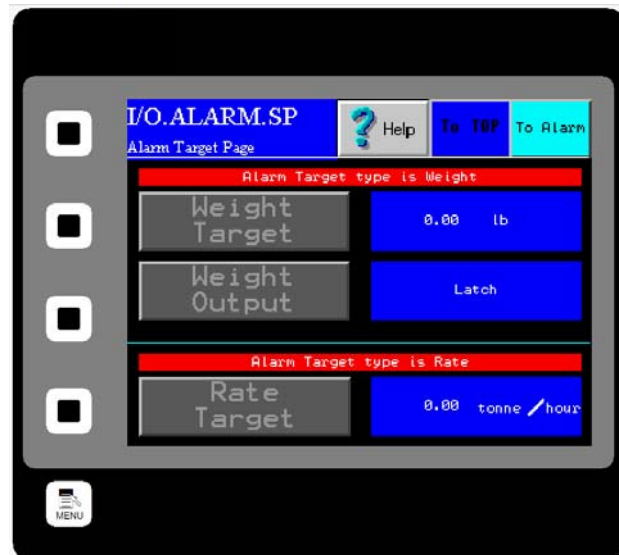 I/O.ALARM.SP
Alarm Target Page
Help
To TOP
To Alarm
Alarm Target type is Weight
Weight
Target
0.00 lb
Weight
Output
Latch
Alarm Target type is Rate
Rate
Target
0.00 tonne /hour
MENU